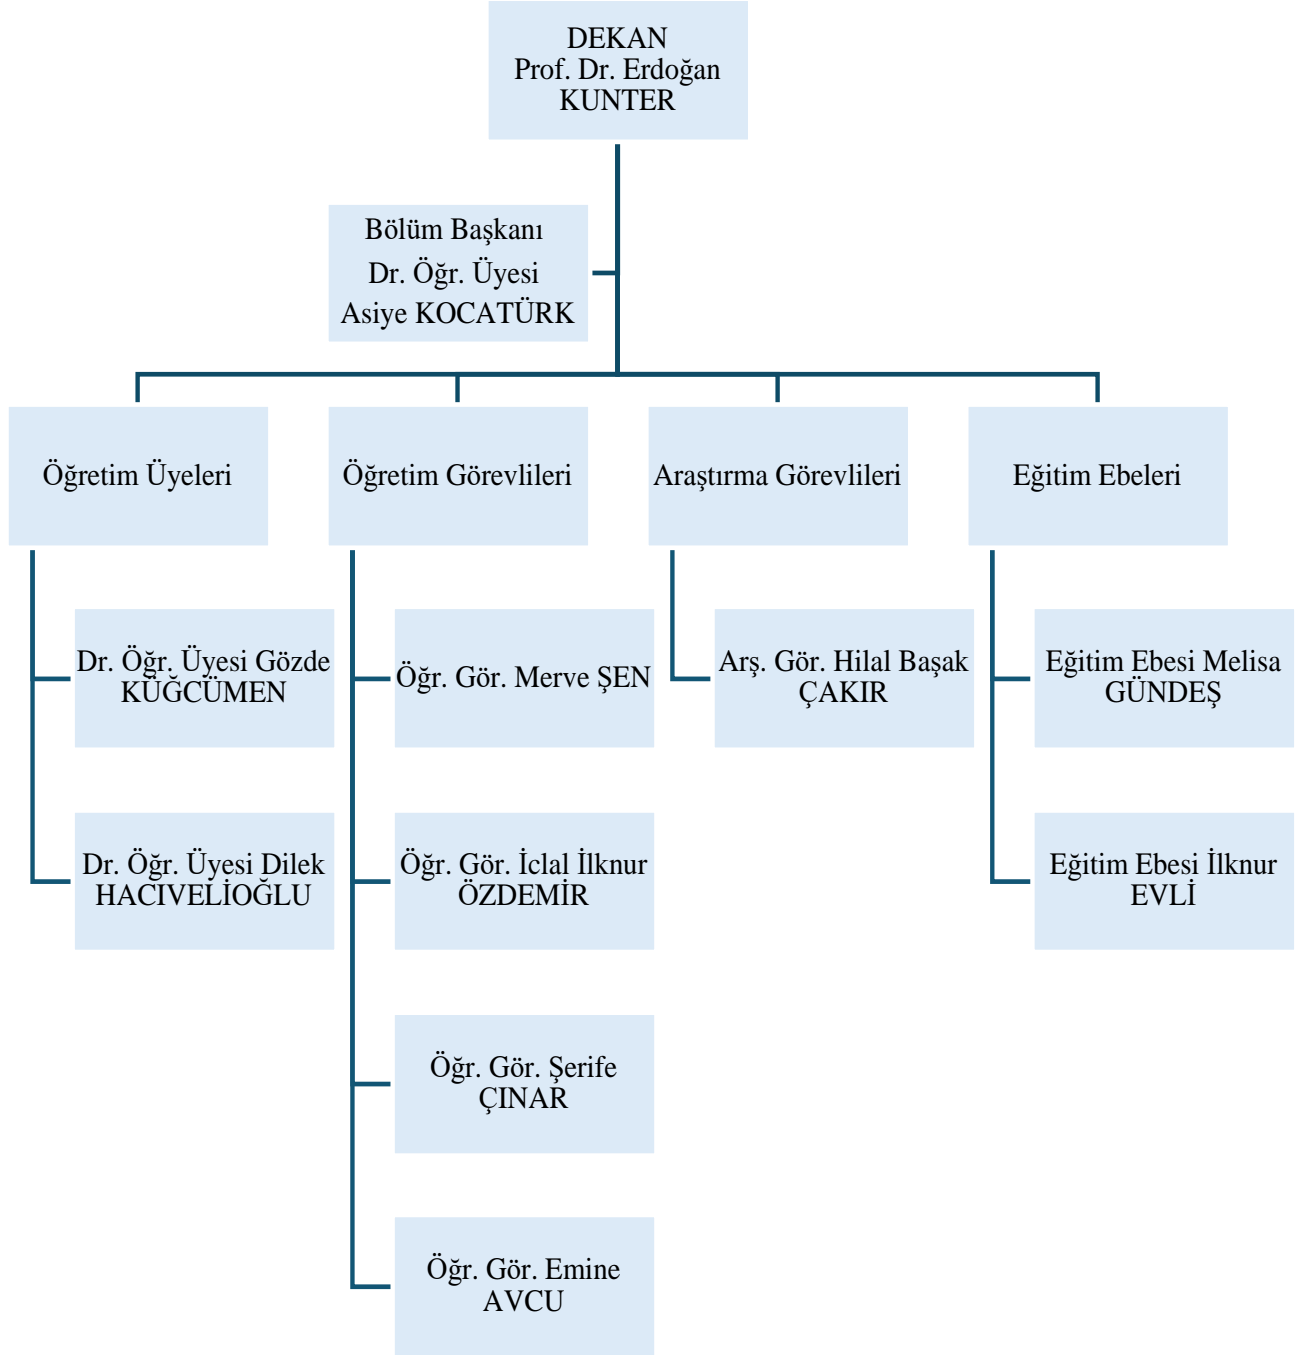 DEKAN
Prof. Dr. Erdoğan
KUNTER
Bölüm Başkanı
Dr. Öğr. Üyesi
Asiye KOCATÜRK
Öğretim Üyeleri
Öğretim Görevlileri
Araştırma Görevlileri
Eğitim Ebeleri
Dr. Öğr. Üyesi Gözde
KÜĞCÜMEN
Dr. Öğr. Üyesi Dilek
HACIVELİOĞLU
Öğr. Gör. Merve ŞEN
Öğr. Gör. İclal İlknur
ÖZDEMİR
Öğr. Gör. Şerife
ÇINAR
Öğr. Gör. Emine
AVCU
Arş. Gör. Hilal Başak
ÇAKIR
Eğitim Ebesi Melisa
GÜNDEŞ
Eğitim Ebesi İlknur
EVLİ